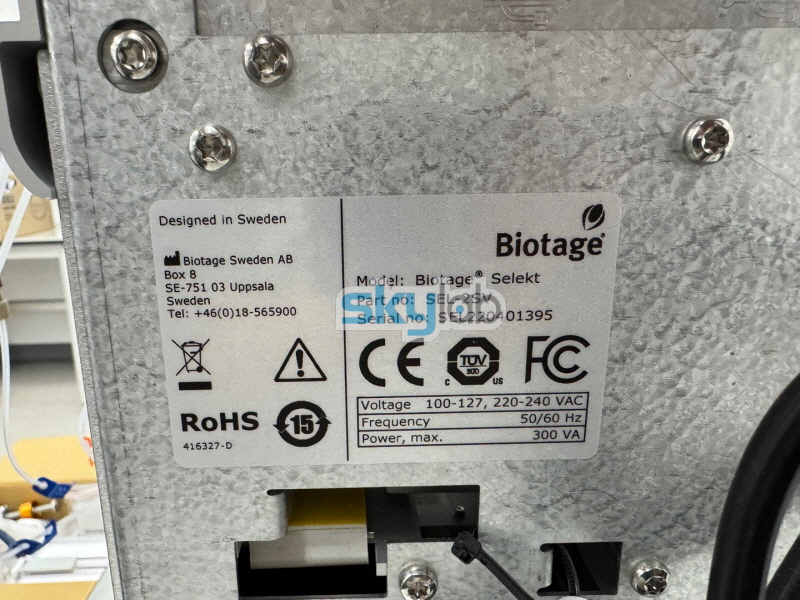 Designed in Sweden
Biotage Sweden AB
Box 8
SE-751 03 Uppsala
Sweden
Tel: +46(0)18-565900
RoHS
15
416327-D
Biotage®
Model: Biotage® Selekt
Part no: SEL-2SV
Serial no: SEL220401395
skylab
CE
TÜV
SÜD
C US
FC
Voltage 100-127, 220-240 VAC
Frequency 50/60 Hz
Power, max. 300 VA